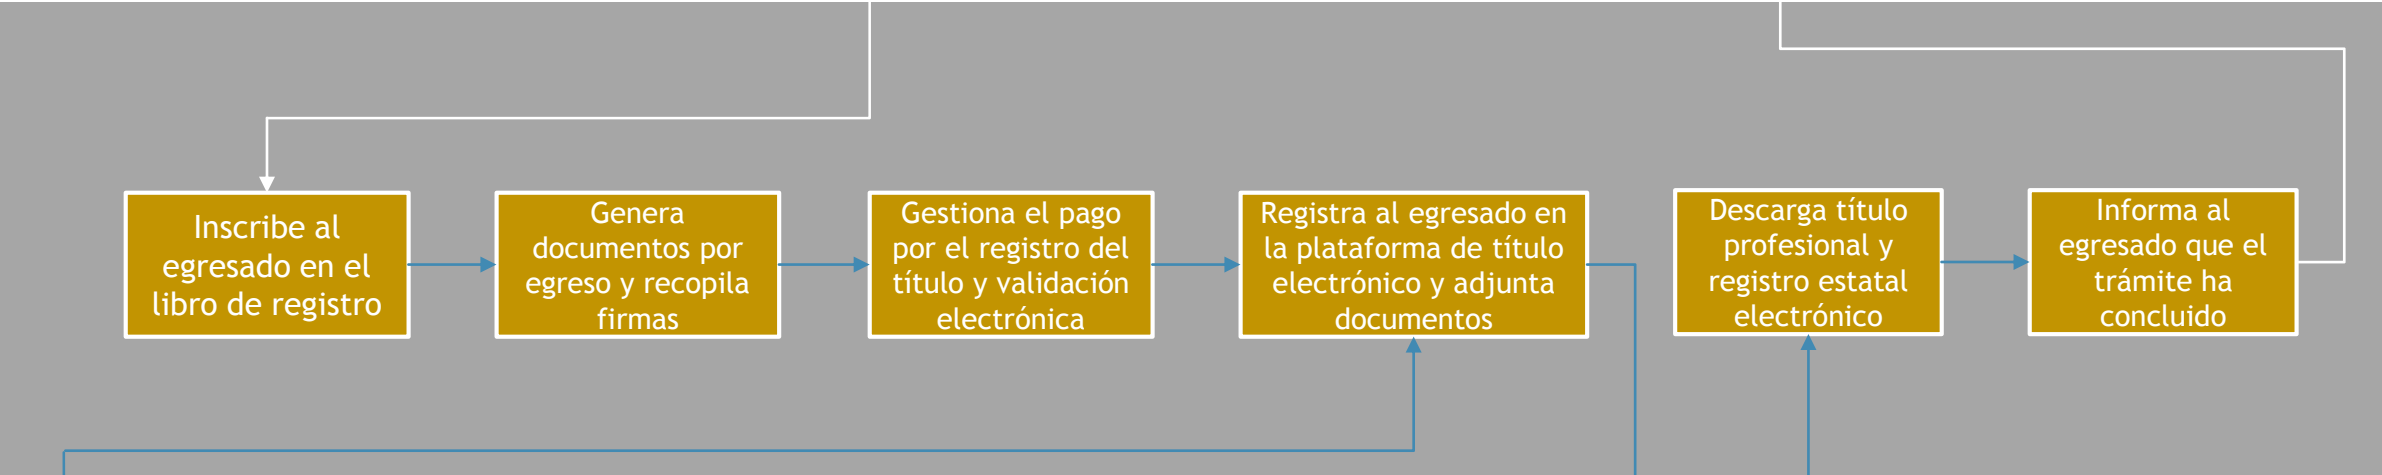 Inscribe al
egresado en el
libro de registro
Genera
documentos por
egreso y recopila
firmas
Gestiona el pago
por el registro del
título y validación
electrónica
Registra al egresado en
la plataforma de título
electrónico y adjunta
documentos
Descarga título
profesional y
registro estatal
electrónico
Informa al
egresado que el
trámite ha
concluido